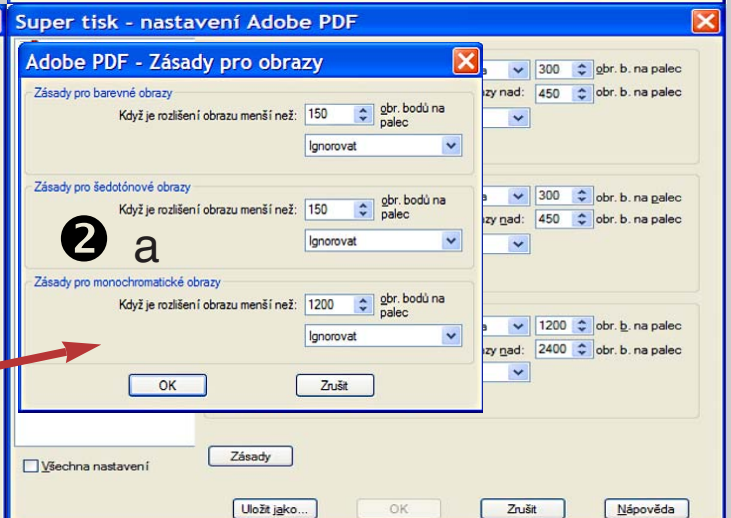 Super tisk - nastavení Adobe PDF
Adobe PDF - Zásady pro obrazy
Zásady pro barevné obrazy
Když je rozlišení obrazu menší než: 150 obr. bodů na palec
Ignorovat
Zásady pro šedotónové obrazy
Když je rozlišení obrazu menší než: 150 obr. bodů na palec
Ignorovat
2 a
Zásady pro monochromatické obrazy
Když je rozlišení obrazu menší než: 1200 obr. bodů na palec
Ignorovat
OK Zrušit
300 obr. b. na palec
nad: 450 obr. b. na palec
300 obr. b. na palec
nad: 450 obr. b. na palec
1200 obr. b. na palec
nad: 2400 obr. b. na palec
Všechna nastavení
Zásady
Uložit jako... OK Zrušit Nápověda